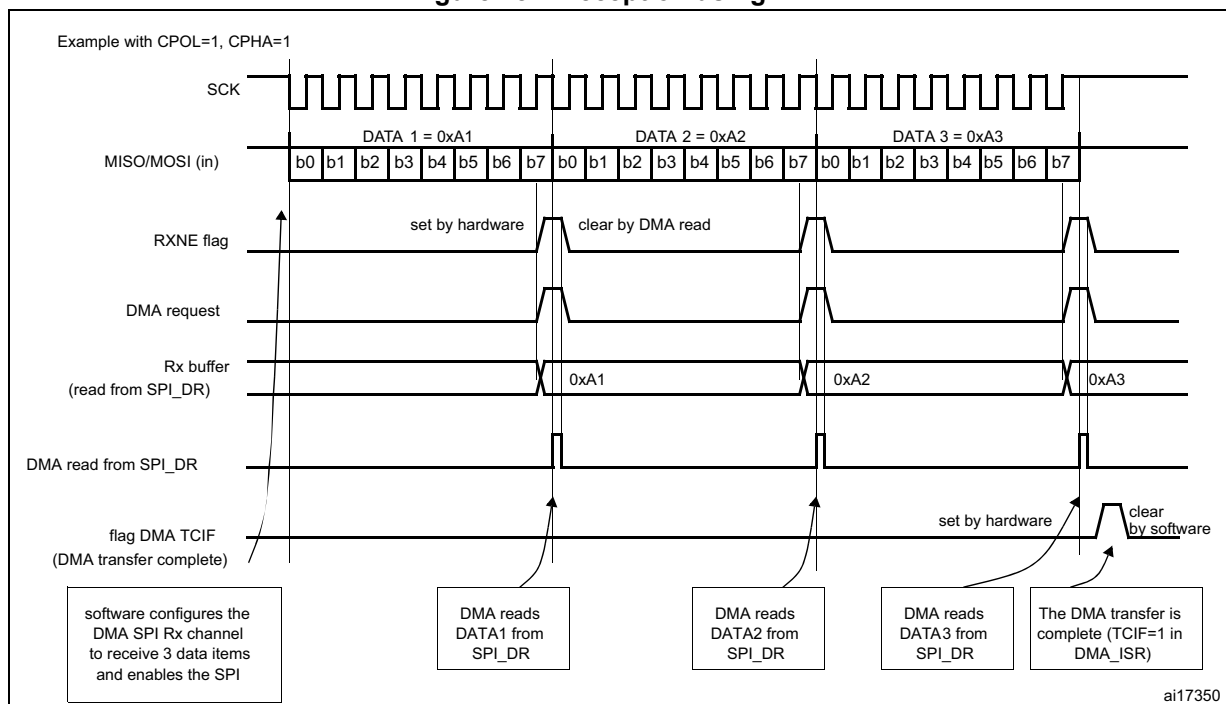 Example with CPOL=1, CPHA=1
SCK
DATA 1 = 0xA1
DATA 2 = 0xA2
DATA 3 = 0xA3
MISO/MOSI (in)
b0 b1 b2 b3 b4 b5 b6 b7 b0 b1 b2 b3 b4 b5 b6 b7 b0 b1 b2 b3 b4 b5 b6 b7
set by hardware
clear by DMA read
RXNE flag
DMA request
Rx buffer
(read from SPI_DR)
0xA1
0xA2
0xA3
DMA read from SPI_DR
flag DMA TCIF
(DMA transfer complete)
set by hardware
clear
by software
software configures the
DMA SPI Rx channel
to receive 3 data items
and enables the SPI
DMA reads
DATA1 from
SPI_DR
DMA reads
DATA2 from
SPI_DR
DMA reads
DATA3 from
SPI_DR
The DMA transfer is
complete (TCIF=1 in
DMA_ISR)
ai17350